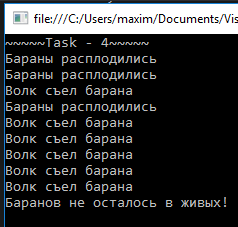 file:///C:/Users/maxim/Documents/Vis
~~~~~Task - 4~~~~~
Бараны расплодились
Бараны расплодились
Волк съел барана
Бараны расплодились
Волк съел барана
Волк съел барана
Волк съел барана
Волк съел барана
Волк съел барана
Баранов не осталось в живых!